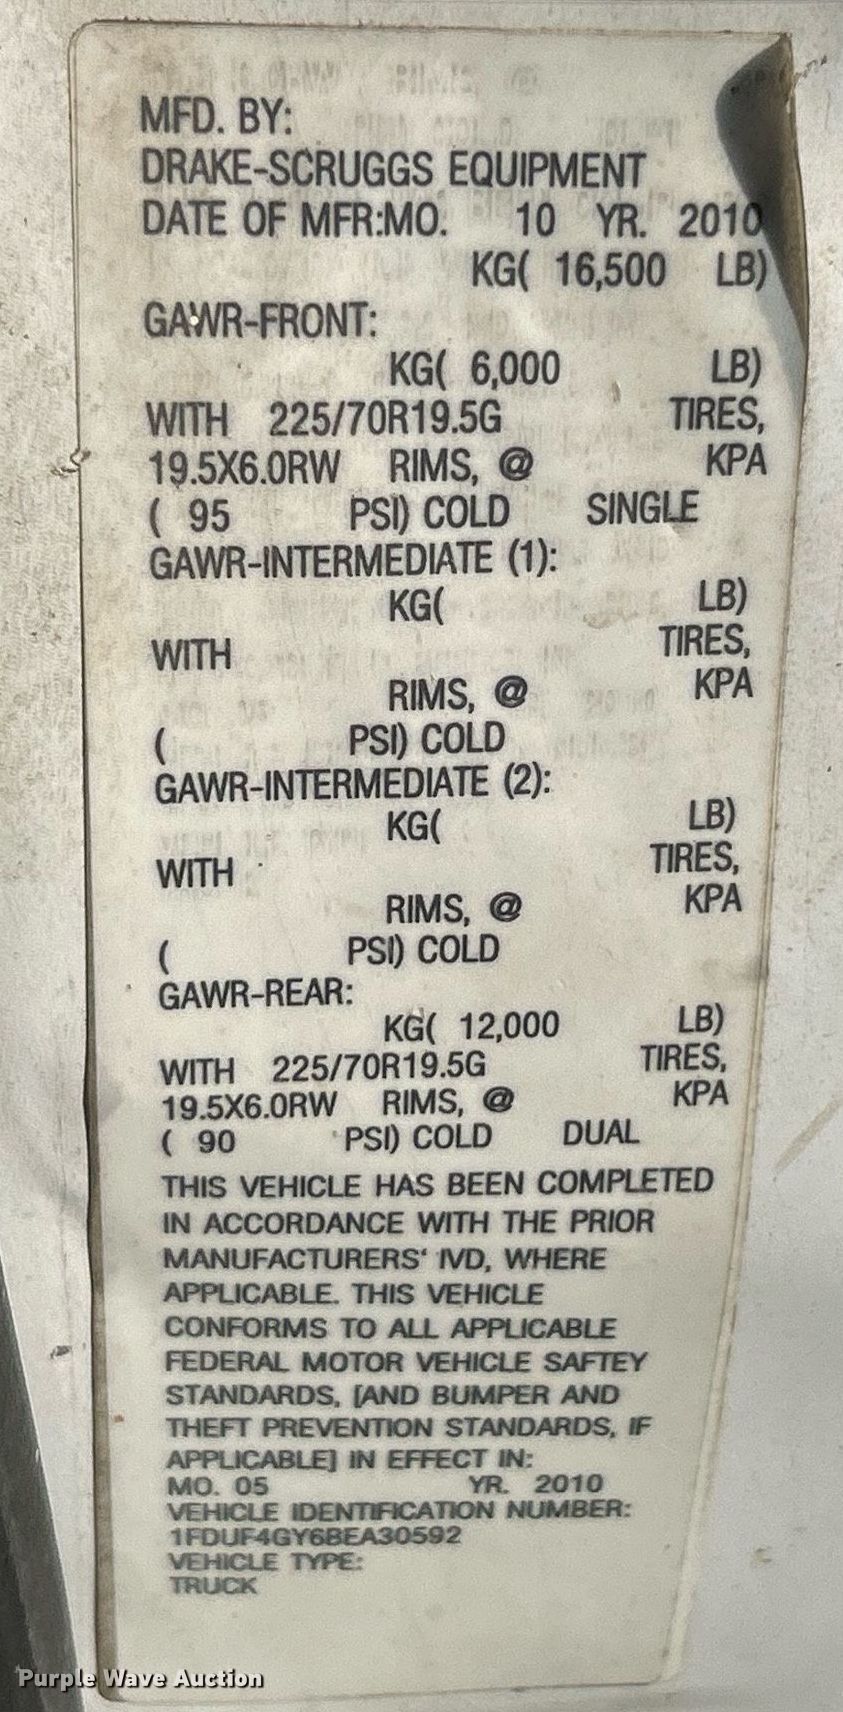 MFD. BY:
DRAKE-SCRUGGS EQUIPMENT
DATE OF MFR:MO. 10 YR. 2010
KG( 16,500 LB)
GAWR-FRONT:
KG( 6,000 LB)
WITH 225/70R19.5G TIRES,
19.5X6.0RW RIMS, @ KPA
( 95 PSI) COLD SINGLE
GAWR-INTERMEDIATE (1):
KG( LB)
WITH TIRES,
RIMS, @ KPA
( PSI) COLD
GAWR-INTERMEDIATE (2):
KG( LB)
WITH TIRES,
RIMS, @ KPA
( PSI) COLD
GAWR-REAR:
KG( 12,000 LB)
WITH 225/70R19.5G TIRES,
19.5X6.0RW RIMS, @ KPA
( 90 PSI) COLD DUAL
THIS VEHICLE HAS BEEN COMPLETED
IN ACCORDANCE WITH THE PRIOR
MANUFACTURERS' IVD, WHERE
APPLICABLE. THIS VEHICLE
CONFORMS TO ALL APPLICABLE
FEDERAL MOTOR VEHICLE SAFTEY
STANDARDS, [AND BUMPER AND
THEFT PREVENTION STANDARDS, IF
APPLICABLE] IN EFFECT IN:
MO. 05 YR. 2010
VEHICLE IDENTIFICATION NUMBER:
1FDUF4GY6BEA30592
VEHICLE TYPE:
TRUCK
Purple Wave Auction